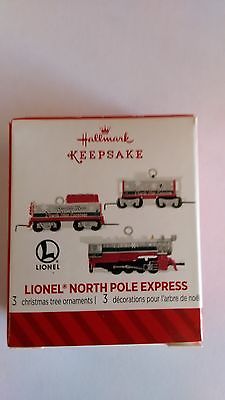 Hallmark
KEEPSAKE
LIONEL
LIONEL® NORTH POLE EXPRESS
3 christmas tree ornaments | 3 décorations pour l'arbre de noël